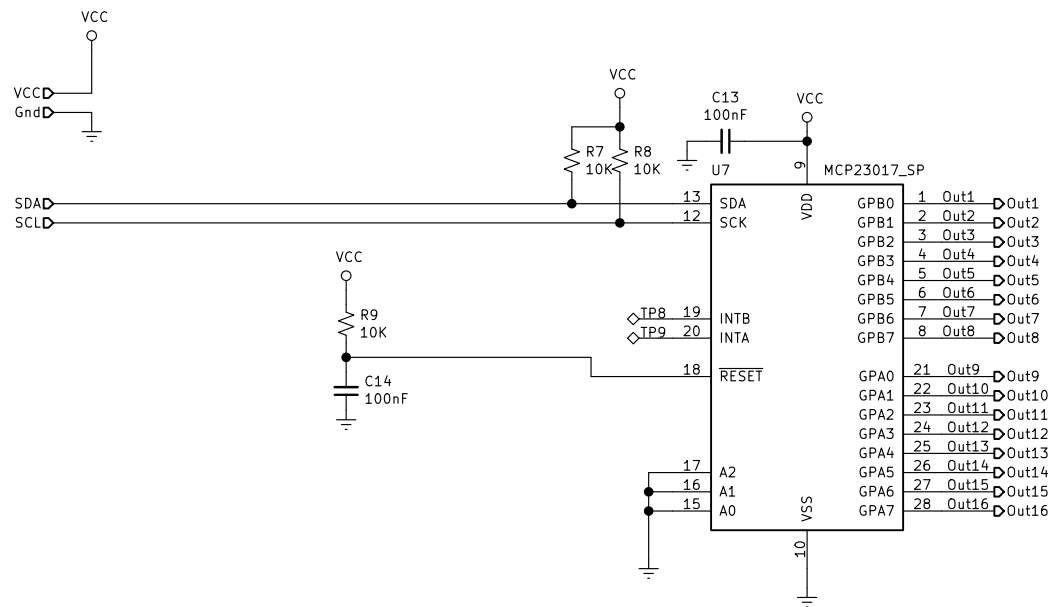 VCC
VCC
Gnd
VCC
C13
100nF
VCC
R7
10K
R8
10K
U7
MCP23017_SP
9
SDA
SCL
13
12
SDA
SCK
VDD
GPB0
GPB1
GPB2
GPB3
GPB4
GPB5
GPB6
GPB7
1 Out1 Out1
2 Out2 Out2
3 Out3 Out3
4 Out4 Out4
5 Out5 Out5
6 Out6 Out6
7 Out7 Out7
8 Out8 Out8
VCC
R9
10K
C14
100nF
TP8 19 INTB
TP9 20 INTA
18 RESET
GPA0 21 Out9 Out9
GPA1 22 Out10 Out10
GPA2 23 Out11 Out11
GPA3 24 Out12 Out12
GPA4 25 Out13 Out13
GPA5 26 Out14 Out14
GPA6 27 Out15 Out15
GPA7 28 Out16 Out16
17 A2
16 A1
15 A0
VSS
10